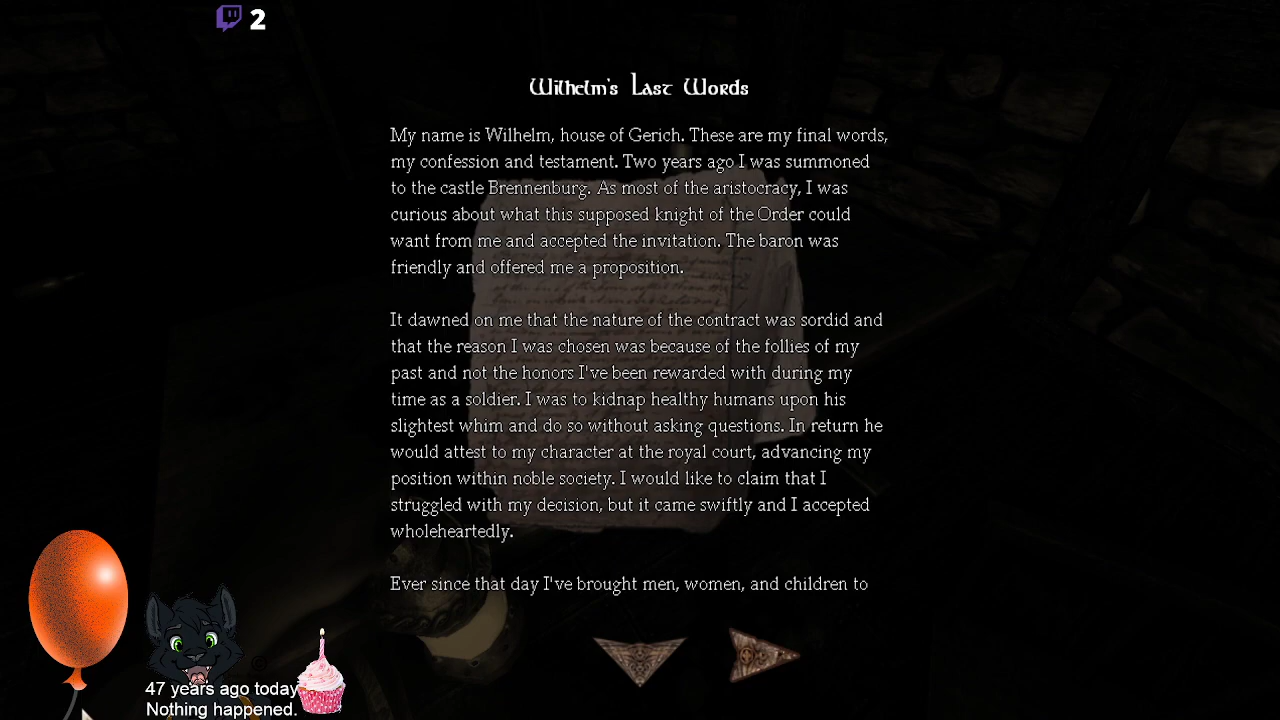 2
Wilhelm's Last Words
My name is Wilhelm, house of Gerich. These are my final words,
my confession and testament. Two years ago I was summoned
to the castle Brennenburg. As most of the aristocracy, I was
curious about what this supposed knight of the Order could
want from me and accepted the invitation. The baron was
friendly and offered me a proposition.
It dawned on me that the nature of the contract was sordid and
that the reason I was chosen was because of the follies of my
past and not the honors I've been rewarded with during my
time as a soldier. I was to kidnap healthy humans upon his
slightest whim and do so without asking questions. In return he
would attest to my character at the royal court, advancing my
position within noble society. I would like to claim that I
struggled with my decision, but it came swiftly and I accepted
wholeheartedly.
Ever since that day I've brought men, women, and children to
47 years ago today
Nothing happened.